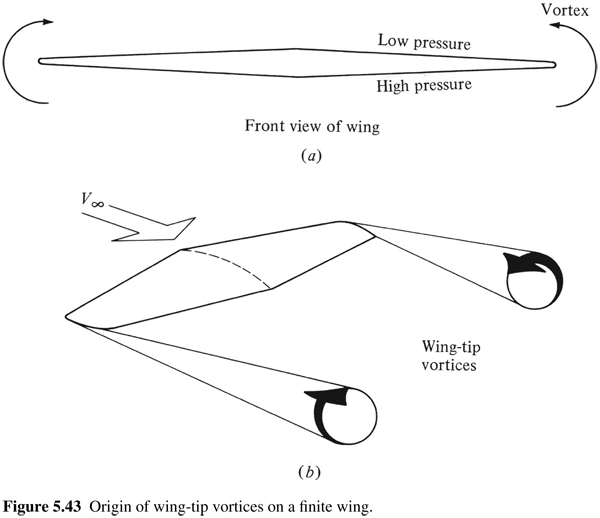 Vortex
Low pressure
High pressure
Front view of wing
(a)
V∞
Wing-tip
vortices
(b)
Figure 5.43 Origin of wing-tip vortices on a finite wing.